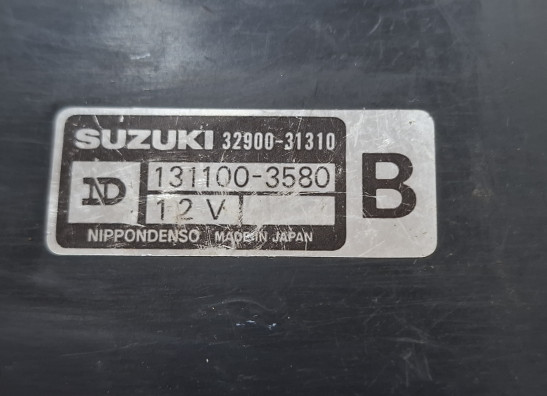 SUZUKI 32900-31310
ND 131100-3580
12V
B
NIPPONDENSO MADE IN JAPAN